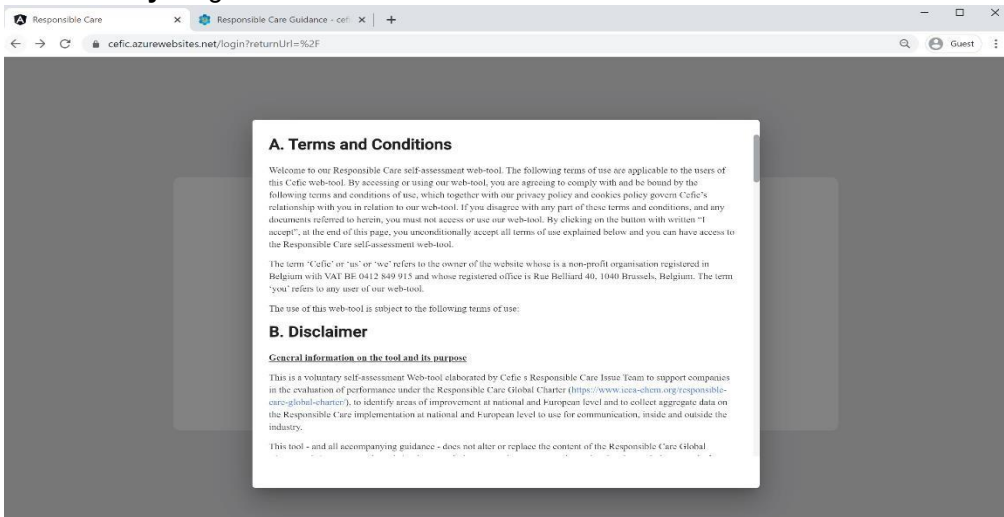 Responsible Care
Responsible Care Guidance - cef
cefic.azurewebsites.net/login?returnUrl=%2F
Guest
A. Terms and Conditions
Welcome to our Responsible Care self-assessment web-tool. The following terms of use are applicable to the users of
this Cefic web-tool. By accessing or using our web-tool, you are agreeing to comply with and be bound by the
following terms and conditions of use, which together with our privacy policy and cookies policy govern Cefic's
relationship with you in relation to our web-tool. If you disagree with any part of these terms and conditions, and any
documents referred to herein, you must not access or use our web-tool. By clicking on the button with written "I
accept", at the end of this page, you unconditionally accept all terms of use explained below and you can have access to
the Responsible Care self-assessment web-tool.
The term 'Cefic' or 'us' or 'we' refers to the owner of the website whose is a non-profit organisation registered in
Belgium with VAT BE 0412 849 915 and whose registered office is Rue Belliard 40, 1040 Brussels, Belgium. The term
'you' refers to any user of our web-tool.
The use of this web-tool is subject to the following terms of use:
B. Disclaimer
General information on the tool and its purpose
This is a voluntary self-assessment Web-tool elaborated by Cefic s Responsible Care Issue Team to support companies
in the evaluation of performance under the Responsible Care Global Charter (https://www.icca-chem.org/responsible-
care-global-charter/), to identify areas of improvement at national and European level and to collect aggregate data on
the Responsible Care implementation at national and European level to use for communication, inside and outside the
industry.
This tool - and all accompanying guidance - does not alter or replace the content of the Responsible Care Global